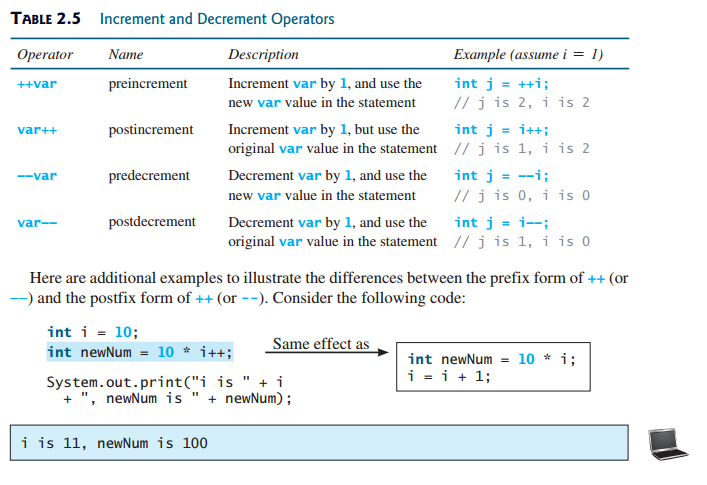 TABLE 2.5 Increment and Decrement Operators
Operator Name Description Example (assume i = 1)
++var preincrement Increment var by 1, and use the int j = ++i;
new var value in the statement // j is 2, i is 2
var++ postincrement Increment var by 1, but use the int j = i++;
original var value in the statement // j is 1, i is 2
--var predecrement Decrement var by 1, and use the int j = --i;
new var value in the statement // j is 0, i is 0
var-- postdecrement Decrement var by 1, and use the int j = i--;
original var value in the statement // j is 1, i is 0
Here are additional examples to illustrate the differences between the prefix form of ++ (or
--) and the postfix form of ++ (or --). Consider the following code:
int i = 10;
int newNum = 10 * i++;
Same effect as
int newNum = 10 * i;
i = i + 1;
System.out.print("i is " + i
+ ", newNum is " + newNum);
i is 11, newNum is 100